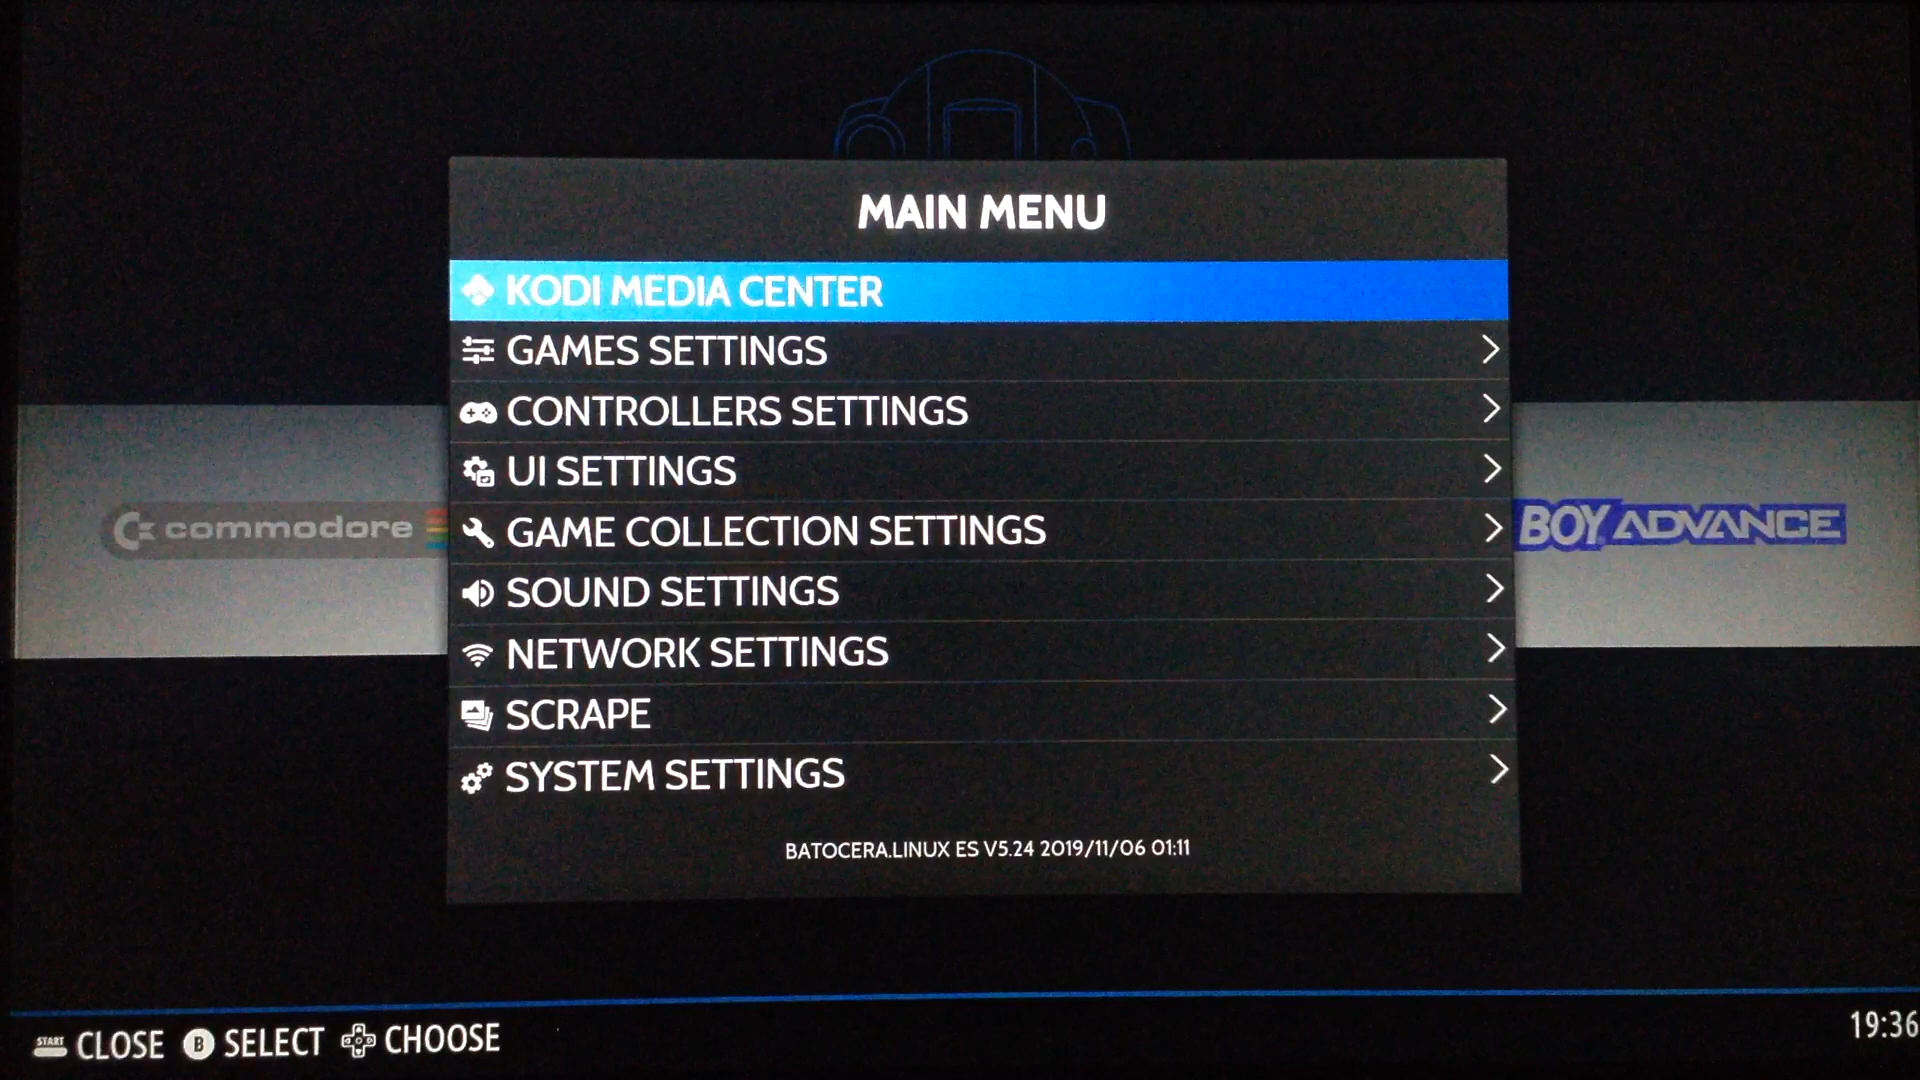 MAIN MENU
KODI MEDIA CENTER
GAMES SETTINGS
CONTROLLERS SETTINGS
UI SETTINGS
GAME COLLECTION SETTINGS
commodore
BOY ADVANCE
SOUND SETTINGS
NETWORK SETTINGS
SCRAPE
SYSTEM SETTINGS
BATOCERA.LINUX ES V5.24 2019/11/06 01:11
19:36
START CLOSE B SELECT CHOOSE